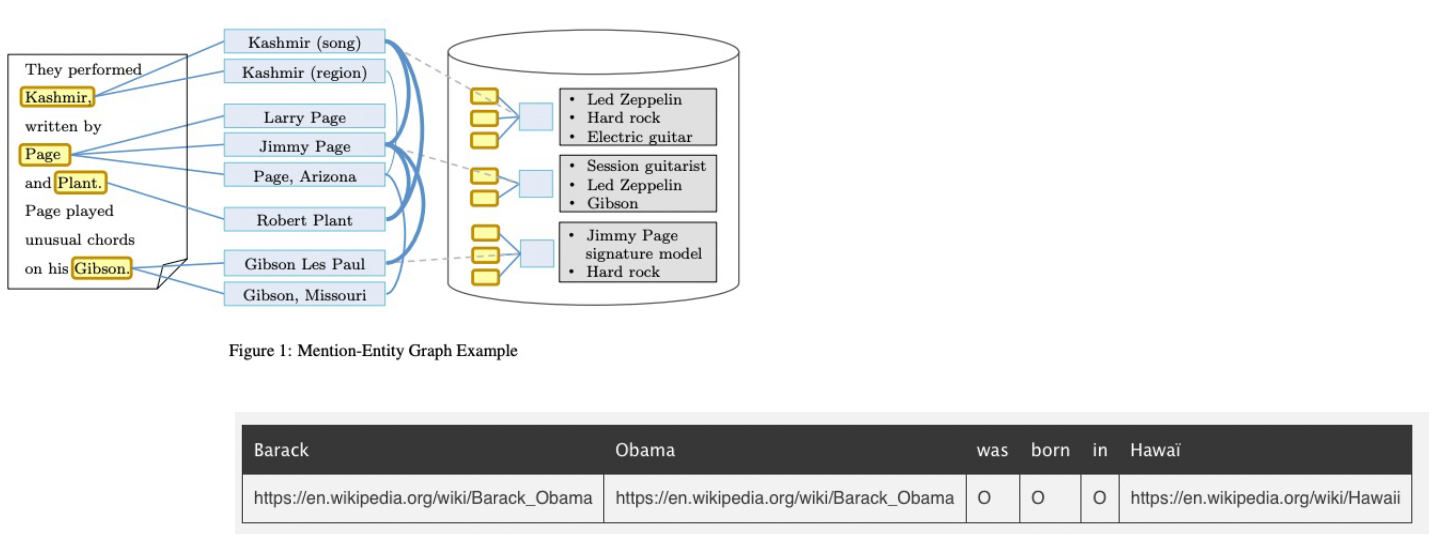 They performed
Kashmir,
written by
Page
and Plant.
Page played
unusual chords
on his Gibson.
Kashmir (song)
Kashmir (region)
Larry Page
Jimmy Page
Page, Arizona
Robert Plant
Gibson Les Paul
Gibson, Missouri
• Led Zeppelin
• Hard rock
• Electric guitar
• Session guitarist
• Led Zeppelin
• Gibson
• Jimmy Page
signature model
• Hard rock
Figure 1: Mention-Entity Graph Example
Barack Obama was born in Hawaï
https://en.wikipedia.org/wiki/Barack_Obama https://en.wikipedia.org/wiki/Barack_Obama O O O https://en.wikipedia.org/wiki/Hawaii